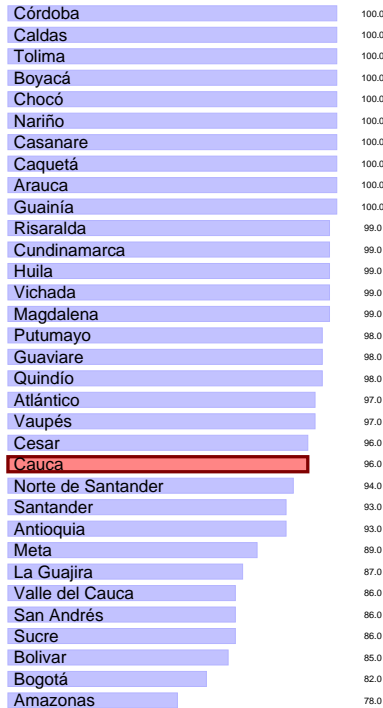 Córdoba 100.0
Caldas 100.0
Tolima 100.0
Boyacá 100.0
Chocó 100.0
Nariño 100.0
Casanare 100.0
Caquetá 100.0
Arauca 100.0
Guainía 100.0
Risaralda 99.0
Cundinamarca 99.0
Huila 99.0
Vichada 99.0
Magdalena 99.0
Putumayo 98.0
Guaviare 98.0
Quindío 98.0
Atlántico 97.0
Vaupés 97.0
Cesar 96.0
Cauca 96.0
Norte de Santander 94.0
Santander 93.0
Antioquia 93.0
Meta 89.0
La Guajira 87.0
Valle del Cauca 86.0
San Andrés 86.0
Sucre 86.0
Bolivar 85.0
Bogotá 82.0
Amazonas 78.0